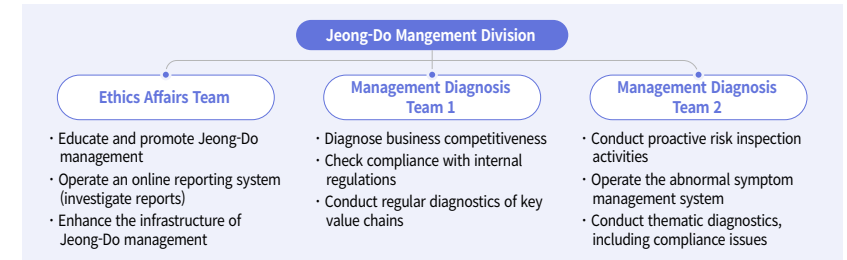 Jeong-Do Mangement Division
Ethics Affairs Team
· Educate and promote Jeong-Do
management
· Operate an online reporting system
(investigate reports)
· Enhance the infrastructure of
Jeong-Do management
Management Diagnosis
Team 1
· Diagnose business competitiveness
· Check compliance with internal
regulations
· Conduct regular diagnostics of key
value chains
Management Diagnosis
Team 2
· Conduct proactive risk inspection
activities
· Operate the abnormal symptom
management system
· Conduct thematic diagnostics,
including compliance issues